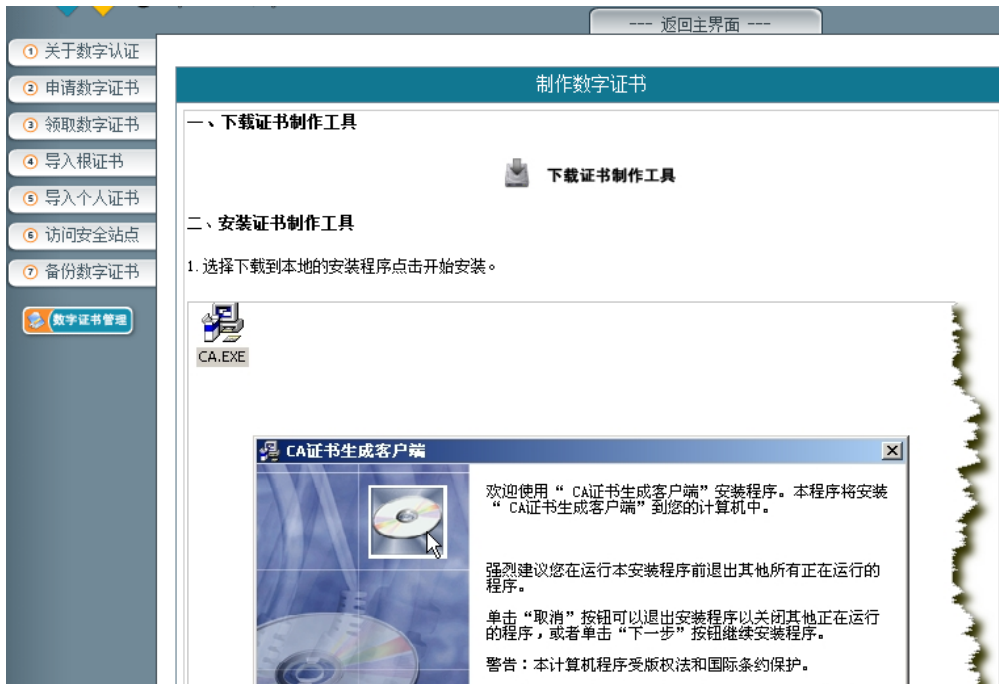 --- 返回主界面 ---
1 关于数字认证
2 申请数字证书
3 领取数字证书
4 导入根证书
5 导入个人证书
6 访问安全站点
7 备份数字证书
数字证书管理
制作数字证书
一、下载证书制作工具
下载证书制作工具
二、安装证书制作工具
1. 选择下载到本地的安装程序点击开始安装。
CA.EXE
CA证书生成客户端
欢迎使用“ CA证书生成客户端”安装程序。本程序将安装
“ CA证书生成客户端”到您的计算机中。
强烈建议您在运行本安装程序前退出其他所有正在运行的
程序。
单击“取消”按钮可以退出安装程序以关闭其他正在运行
的程序，或者单击“下一步”按钮继续安装程序。
警告：本计算机程序受版权法和国际条约保护。